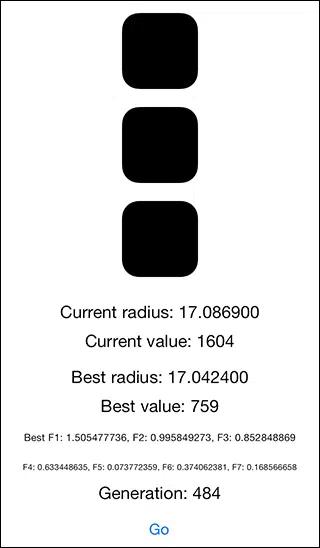 Current radius: 17.086900
Current value: 1604
Best radius: 17.042400
Best value: 759
Best F1: 1.505477736, F2: 0.995849273, F3: 0.852848869
F4: 0.633448635, F5: 0.073772359, F6: 0.374062381, F7: 0.168566658
Generation: 484
Go